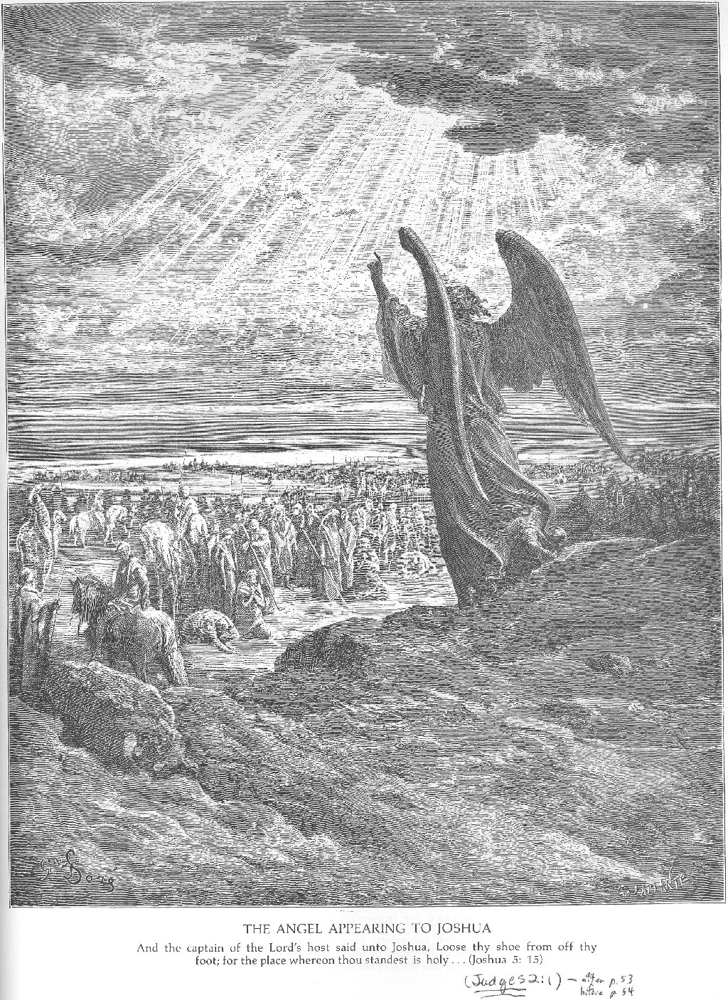 G. Doré
THE ANGEL APPEARING TO JOSHUA
And the captain of the Lord's host said unto Joshua, Loose thy shoe from off thy
foot; for the place whereon thou standest is holy . . . (Joshua 5: 15)
(Judges 2:1) — after p. 53
before p. 54